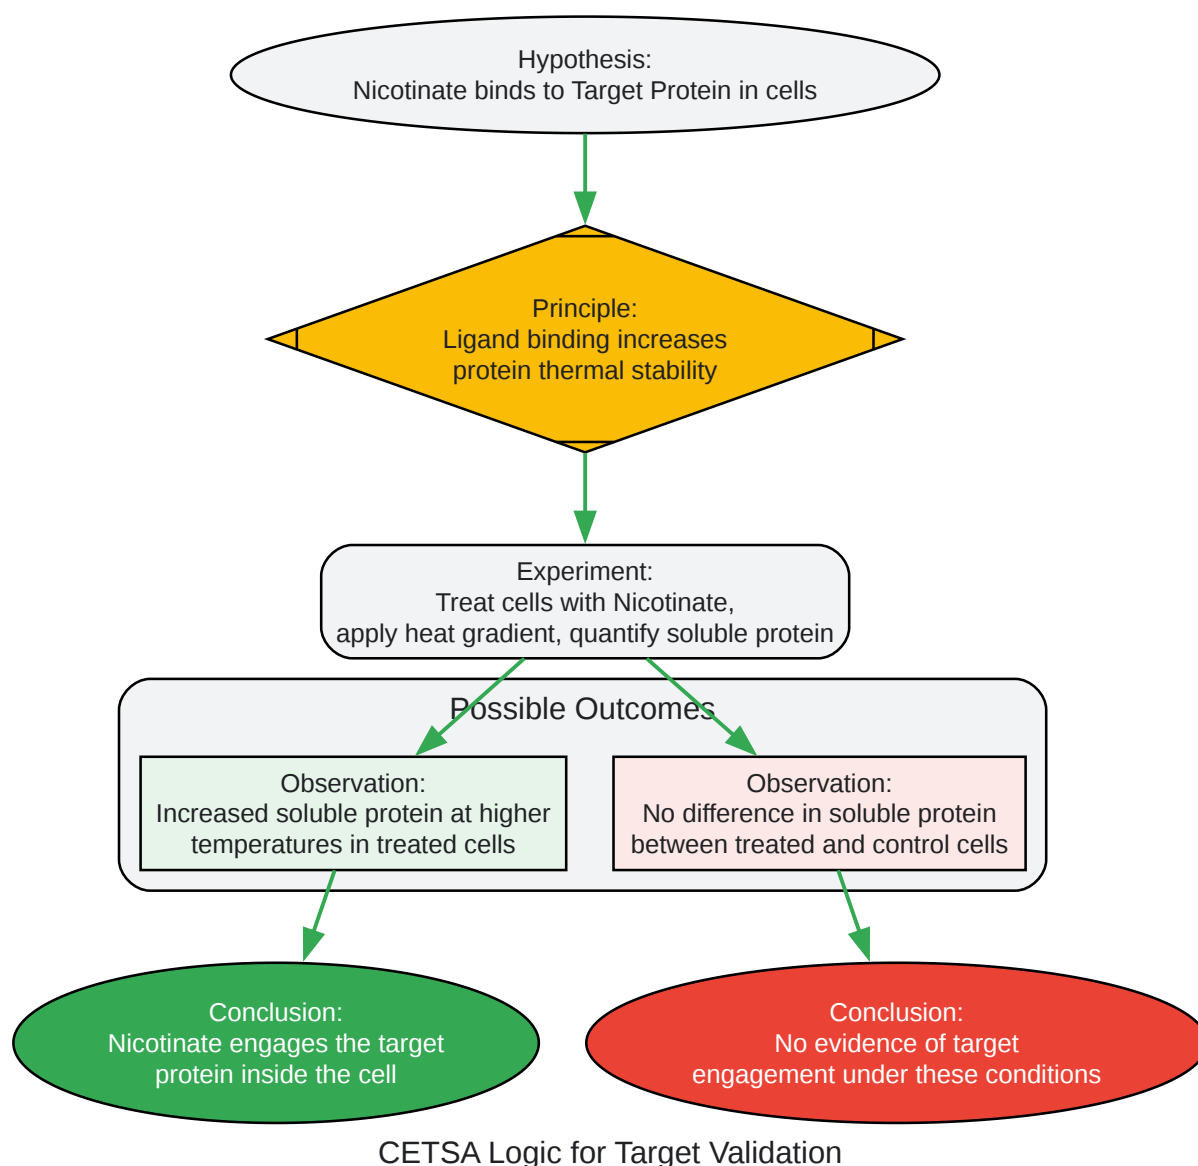 Hypothesis:
Nicotinate binds to Target Protein in cells
Principle:
Ligand binding increases
protein thermal stability
Experiment:
Treat cells with Nicotinate,
apply heat gradient, quantify soluble protein
Possible Outcomes
Observation:
Increased soluble protein at higher
temperatures in treated cells
Observation:
No difference in soluble protein
between treated and control cells
Conclusion:
Nicotinate engages the target
protein inside the cell
Conclusion:
No evidence of target
engagement under these conditions
CETSA Logic for Target Validation